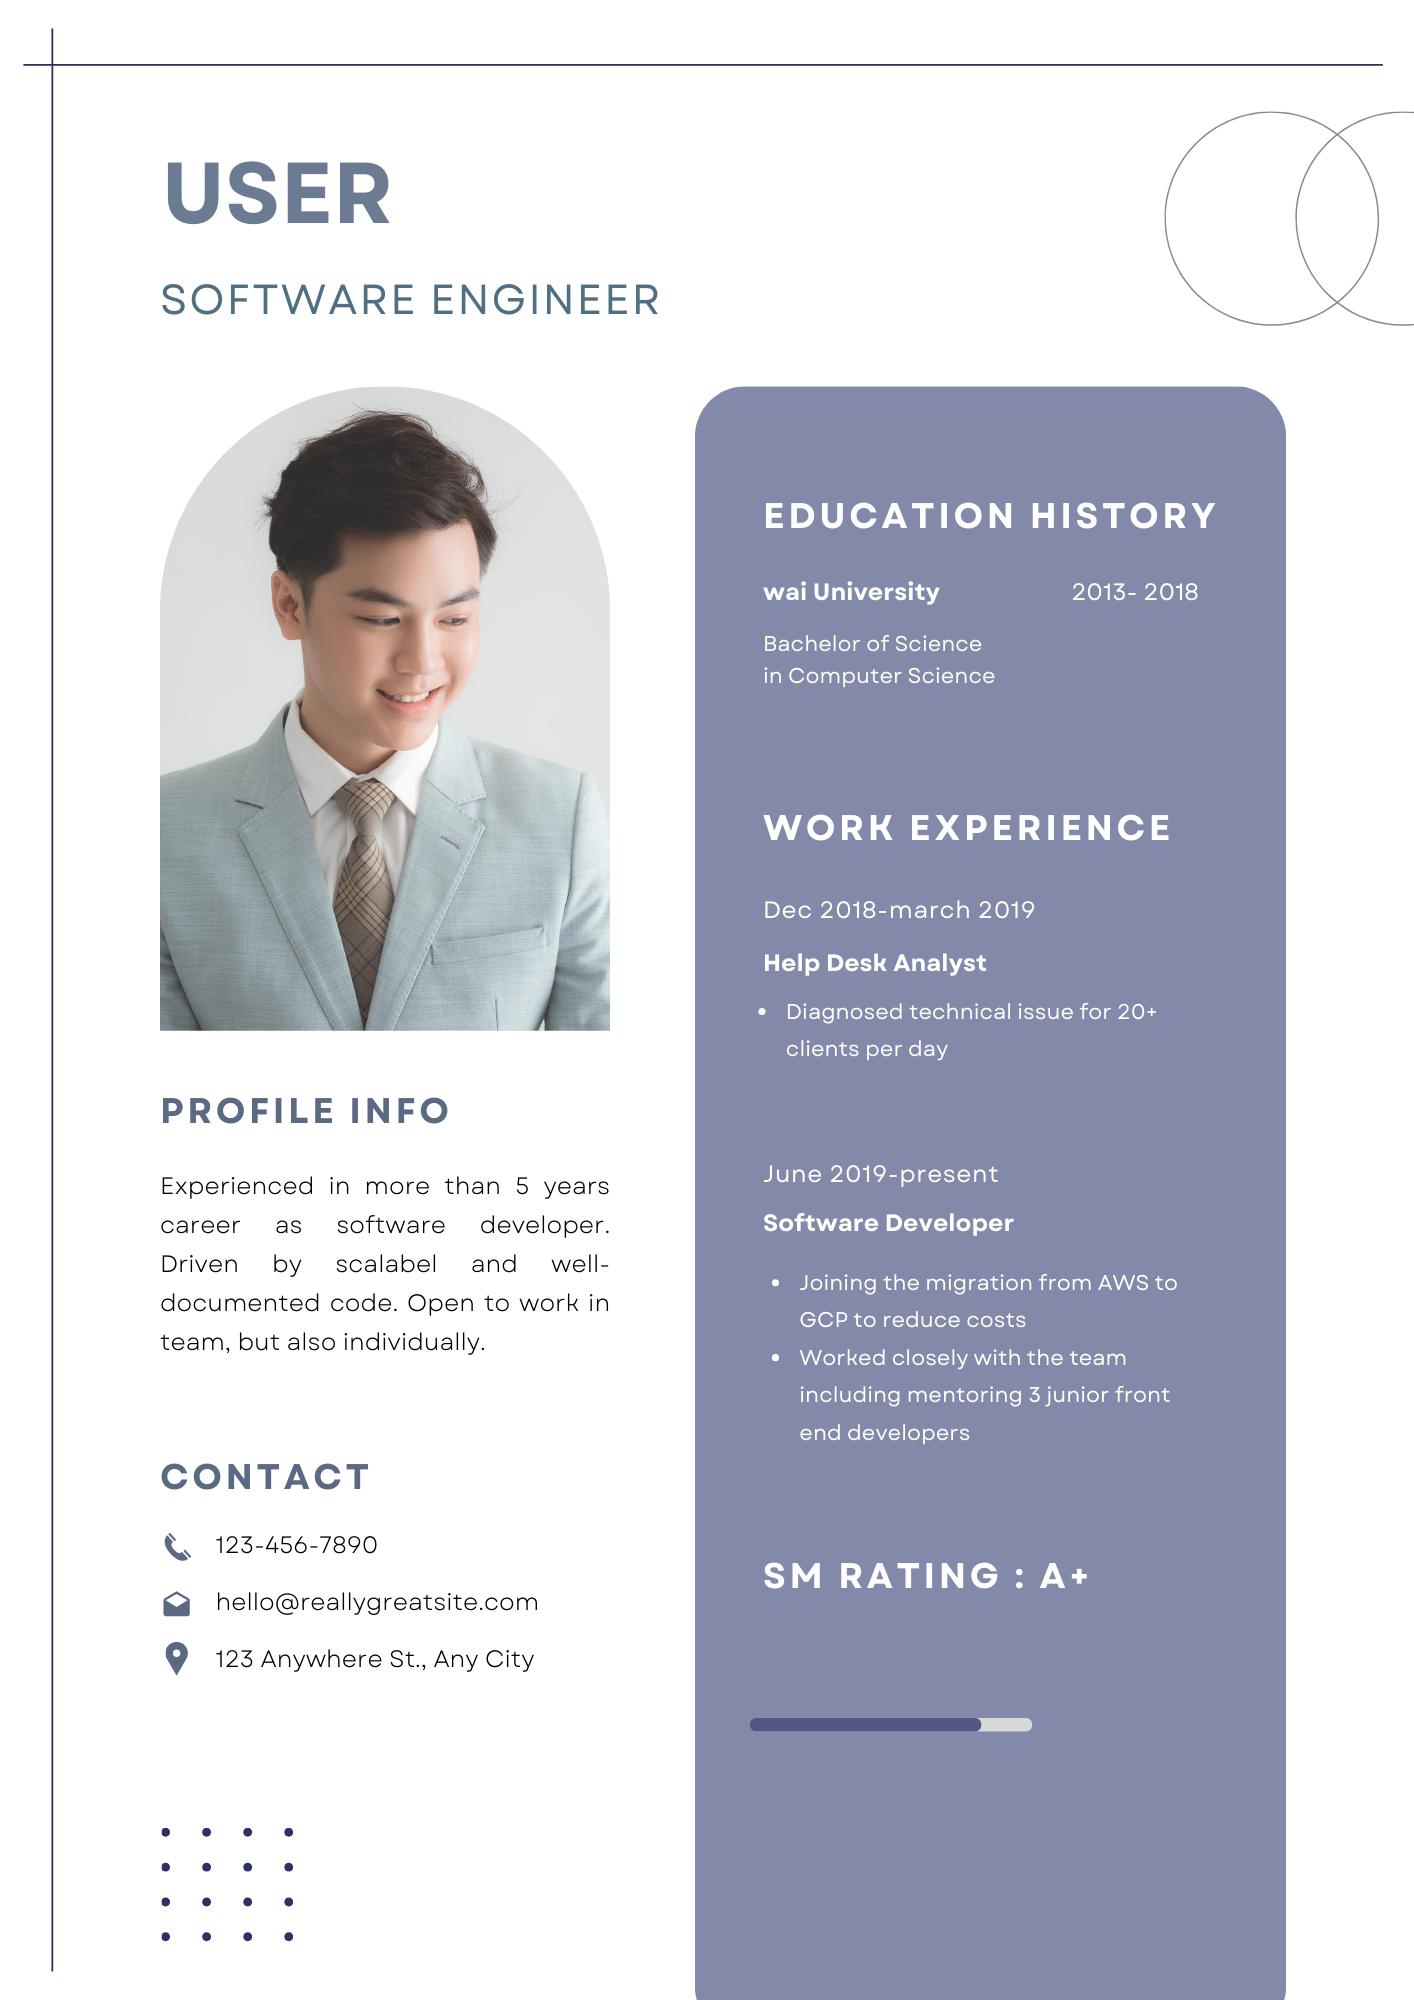 USER
SOFTWARE ENGINEER
PROFILE INFO
Experienced in more than 5 years
career as software developer.
Driven by scalabel and well-
documented code. Open to work in
team, but also individually.
CONTACT
123-456-7890
hello@reallygreatsite.com
123 Anywhere St., Any City
EDUCATION HISTORY
wai University 2013- 2018
Bachelor of Science
in Computer Science
WORK EXPERIENCE
Dec 2018-march 2019
Help Desk Analyst
• Diagnosed technical issue for 20+
clients per day
June 2019-present
Software Developer
• Joining the migration from AWS to
GCP to reduce costs
• Worked closely with the team
including mentoring 3 junior front
end developers
SM RATING : A+